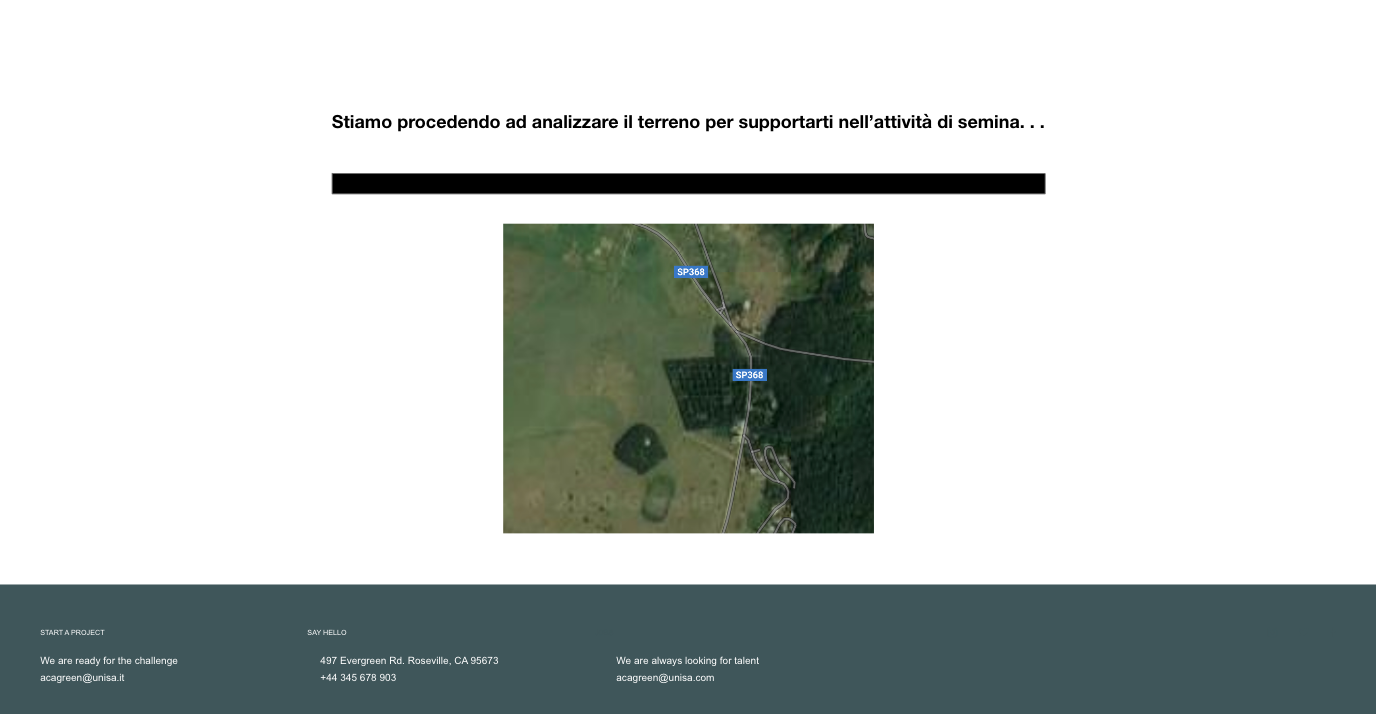 Stiamo procedendo ad analizzare il terreno per supportarti nell’attività di semina. . .
SP368
SP368
START A PROJECT
SAY HELLO
We are ready for the challenge
497 Evergreen Rd. Roseville, CA 95673
We are always looking for talent
acagreen@unisa.it
+44 345 678 903
acagreen@unisa.com